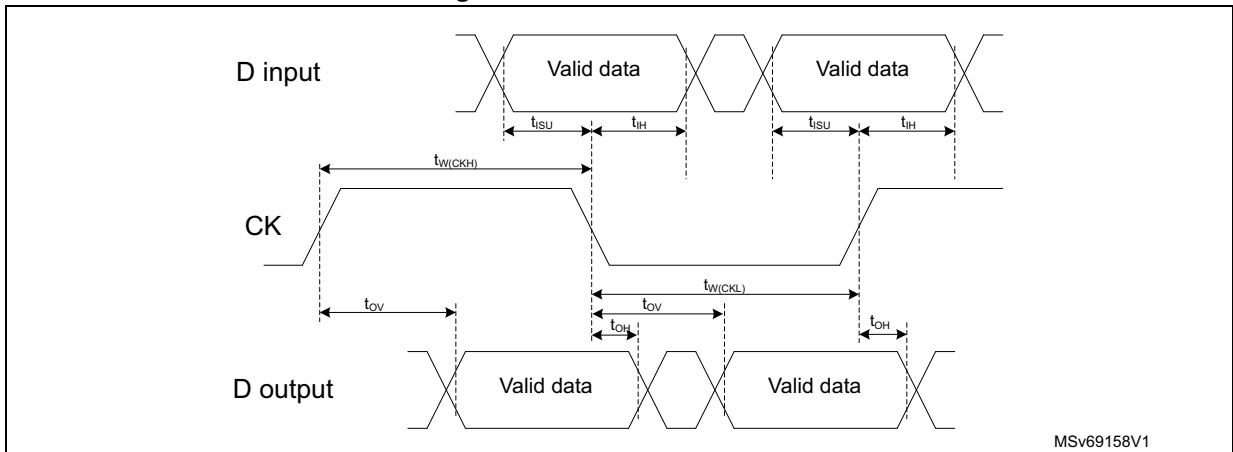 g
D input
Valid data
Valid data
tISU
tIH
tISU
tIH
tW(CKH)
CK
tW(CKL)
tOV
tOV
tOH
tOH
D output
Valid data
Valid data
MSv69158V1